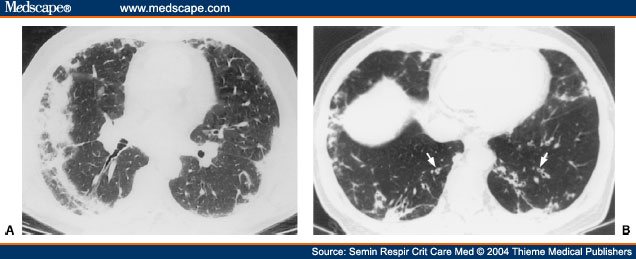 Medscape® www.medscape.com
A B
Source: Semin Respir Crit Care Med © 2004 Thieme Medical Publishers